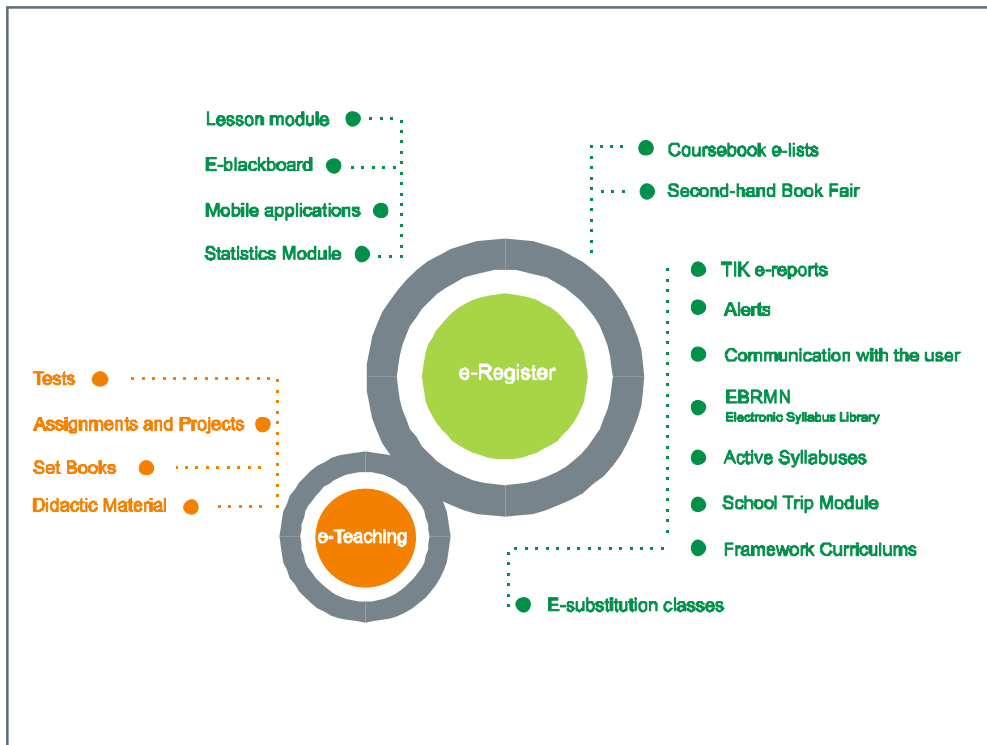 Lesson module
E-blackboard
Mobile applications
Statistics Module
Coursebook e-lists
Second-hand Book Fair
TIK e-reports
Alerts
Communication with the user
EBRMN
Electronic Syllabus Library
Active Syllabuses
School Trip Module
Framework Curriculums
E-substitution classes
e-Register
Tests
Assignments and Projects
Set Books
Didactic Material
e-Teaching